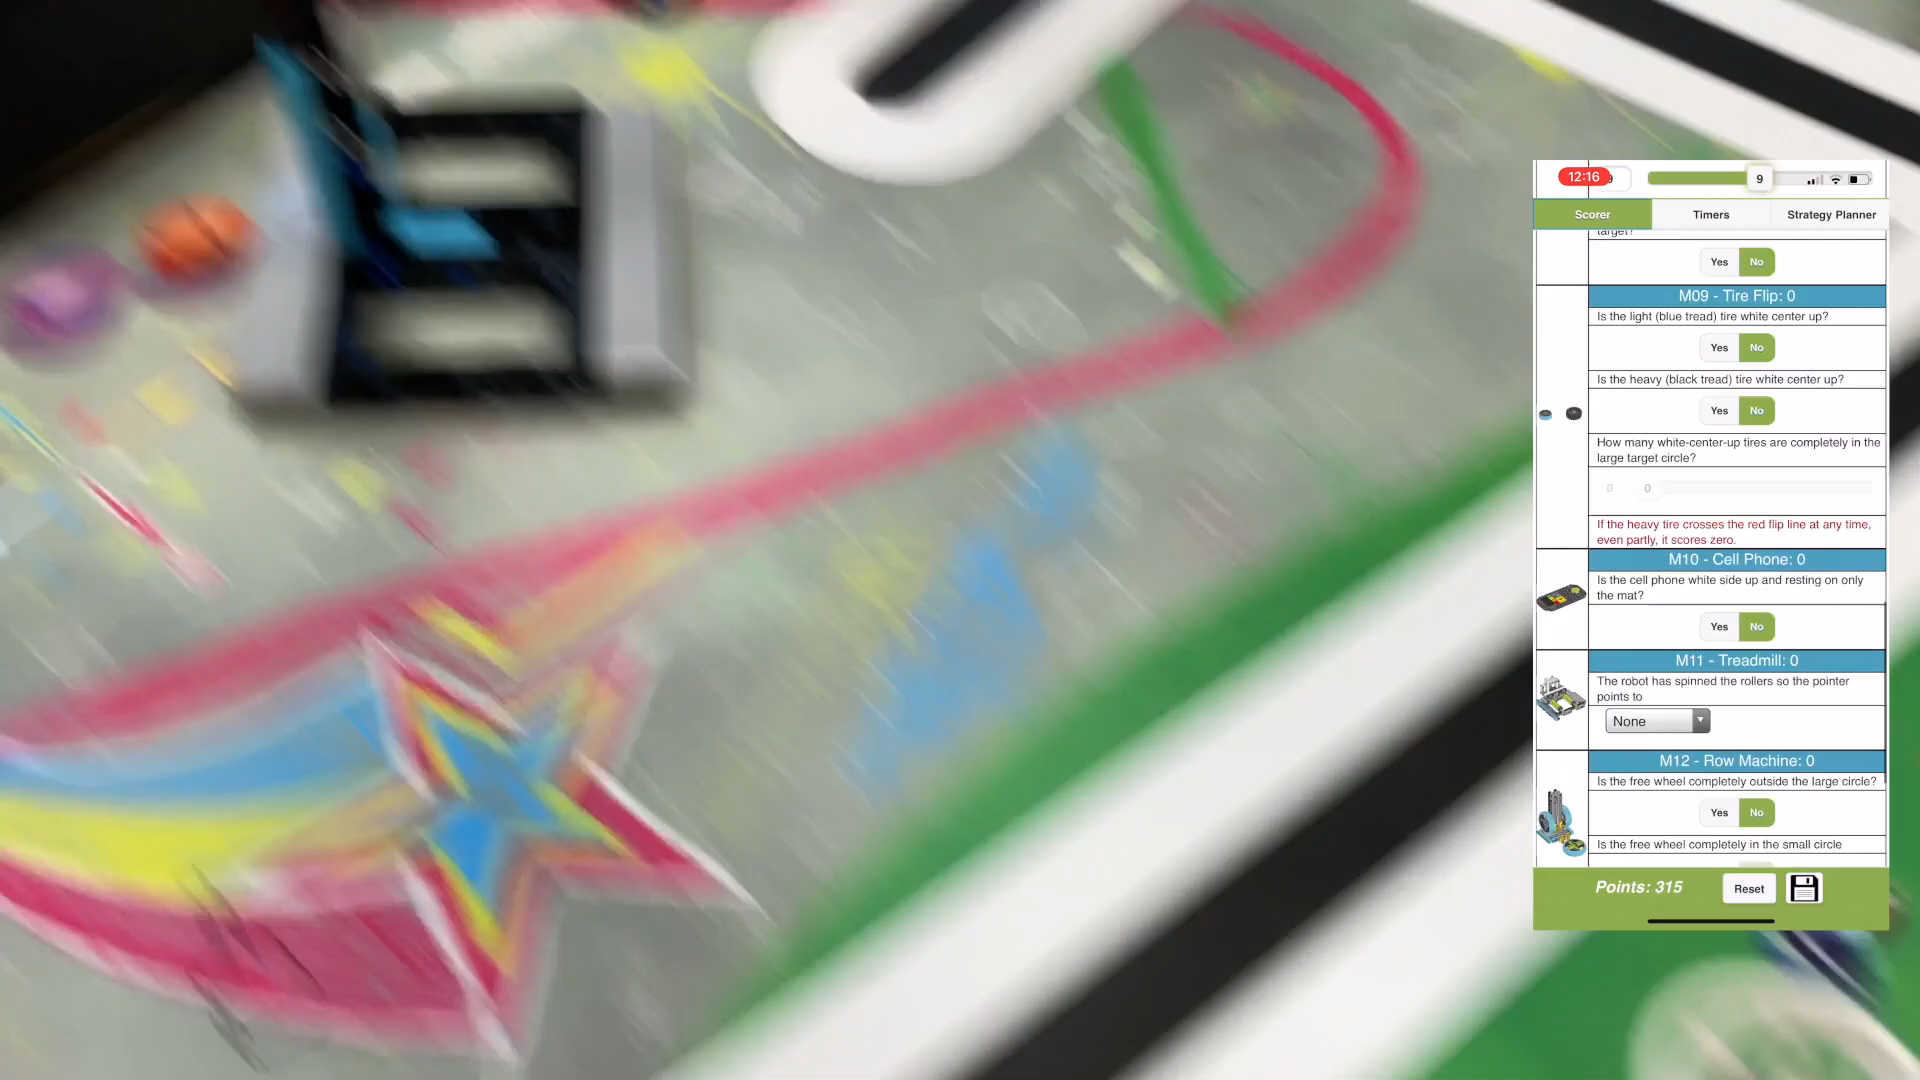 12:16
9
Scorer Timers Strategy Planner
target?
Yes No
M09 - Tire Flip: 0
Is the light (blue tread) tire white center up?
Yes No
Is the heavy (black tread) tire white center up?
Yes No
How many white-center-up tires are completely in the
large target circle?
0 0
If the heavy tire crosses the red flip line at any time,
even partly, it scores zero.
M10 - Cell Phone: 0
Is the cell phone white side up and resting on only
the mat?
Yes No
M11 - Treadmill: 0
The robot has spinned the rollers so the pointer
points to
None
M12 - Row Machine: 0
Is the free wheel completely outside the large circle?
Yes No
Is the free wheel completely in the small circle
Points: 315 Reset